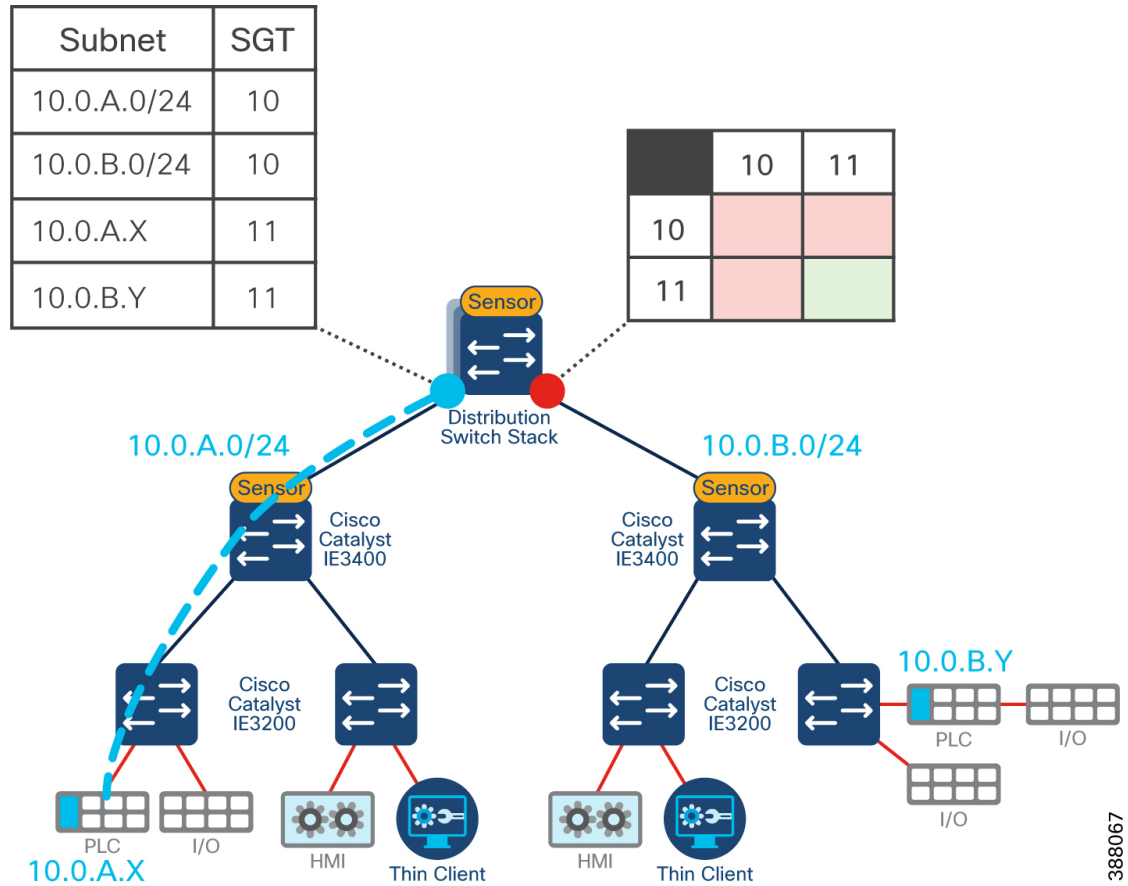 Subnet SGT
10.0.A.0/24 10
10.0.B.0/24 10
10.0.A.X 11
10.0.B.Y 11
10 11
10
11
Sensor
Distribution
Switch Stack
10.0.A.0/24
10.0.B.0/24
Sensor
Sensor
Cisco
Catalyst
IE3400
Cisco
Catalyst
IE3400
Cisco
Catalyst
IE3200
Cisco
Catalyst
IE3200
10.0.B.Y
PLC
I/O
I/O
PLC
I/O
HMI
Thin Client
HMI
Thin Client
10.0.A.X
388067